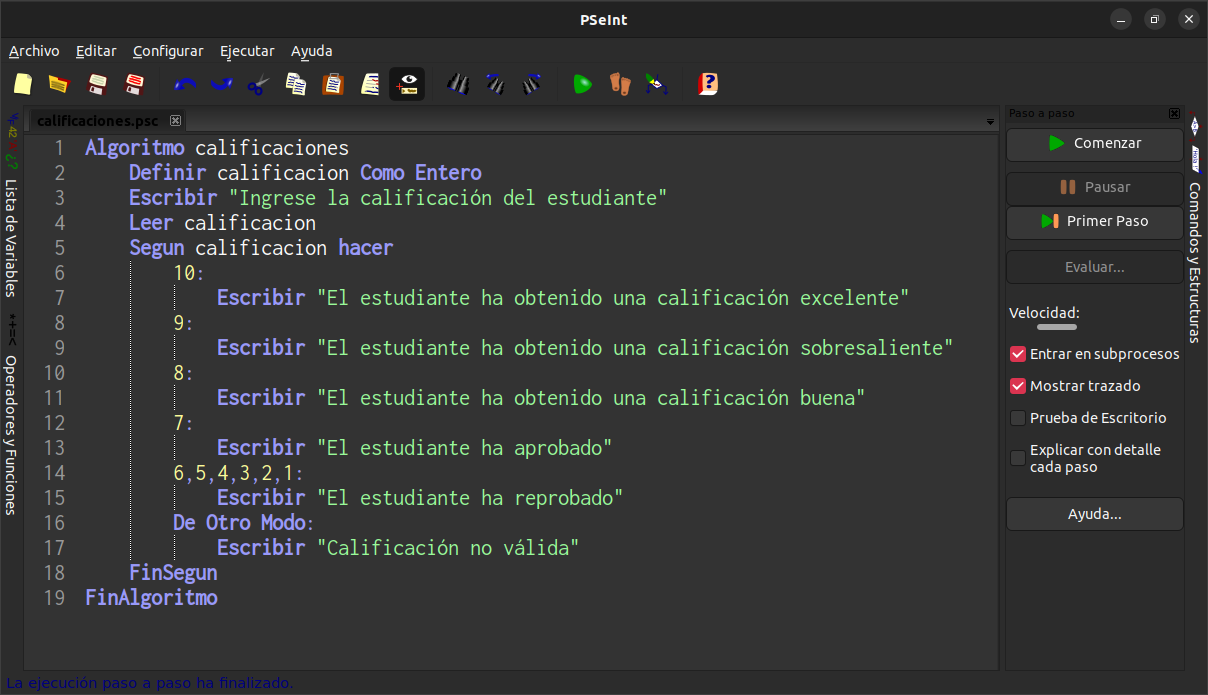 PSeInt
Archivo Editar Configurar Ejecutar Ayuda
calificaciones.psc
1 Algoritmo calificaciones
2 Definir calificacion Como Entero
3 Escribir "Ingrese la calificación del estudiante"
4 Leer calificacion
5 Segun calificacion hacer
6 10:
7 Escribir "El estudiante ha obtenido una calificación excelente"
8 9:
9 Escribir "El estudiante ha obtenido una calificación sobresaliente"
10 8:
11 Escribir "El estudiante ha obtenido una calificación buena"
12 7:
13 Escribir "El estudiante ha aprobado"
14 6,5,4,3,2,1:
15 Escribir "El estudiante ha reprobado"
16 De Otro Modo:
17 Escribir "Calificación no válida"
18 FinSegun
19 FinAlgoritmo
Lista de Variables
*+=<
Operadores y Funciones
Paso a paso
Comenzar
Pausar
Primer Paso
Evaluar...
Velocidad:
Entrar en subprocesos
Mostrar trazado
Prueba de Escritorio
Explicar con detalle
cada paso
Ayuda...
Comandos y Estructuras
La ejecución paso a paso ha finalizado.